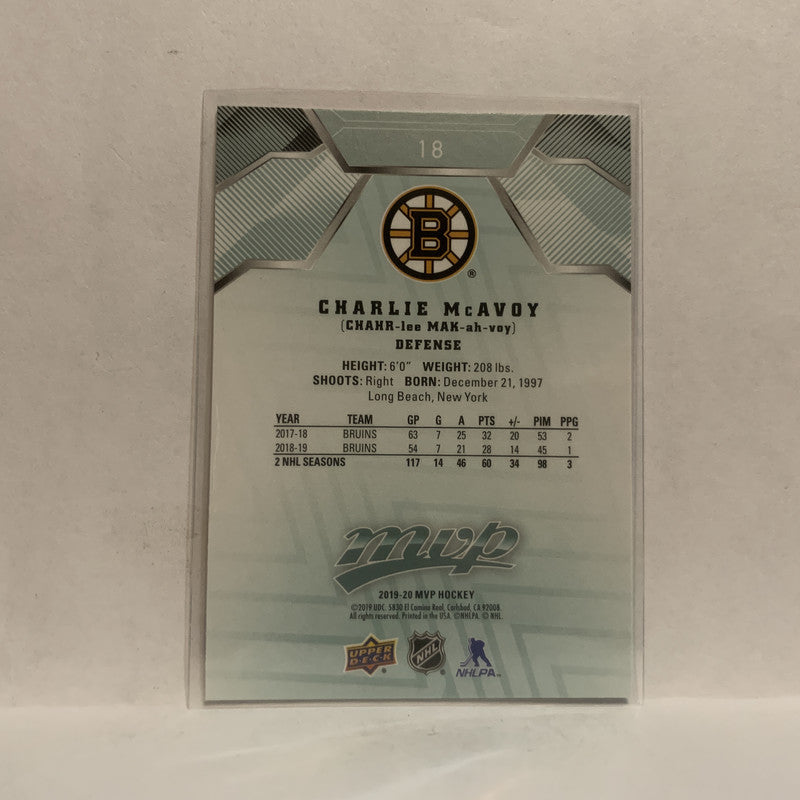 18
B
®
CHARLIE McAVOY
(CHAHR-lee MAK-ah-voy)
DEFENSE
HEIGHT: 6'0" WEIGHT: 208 lbs.
SHOOTS: Right BORN: December 21, 1997
Long Beach, New York
YEAR TEAM GP G A PTS +/- PIM PPG
2017-18 BRUINS 63 7 25 32 20 53 2
2018-19 BRUINS 54 7 21 28 14 45 1
2 NHL SEASONS 117 14 46 60 34 98 3
mvp
2019-20 MVP HOCKEY
©2019 UDC. 5830 El Camino Real, Carlsbad, CA 92008.
All rights reserved. Printed in the USA. ©NHLPA. © NHL.
UPPER DECK NHL NHLPA